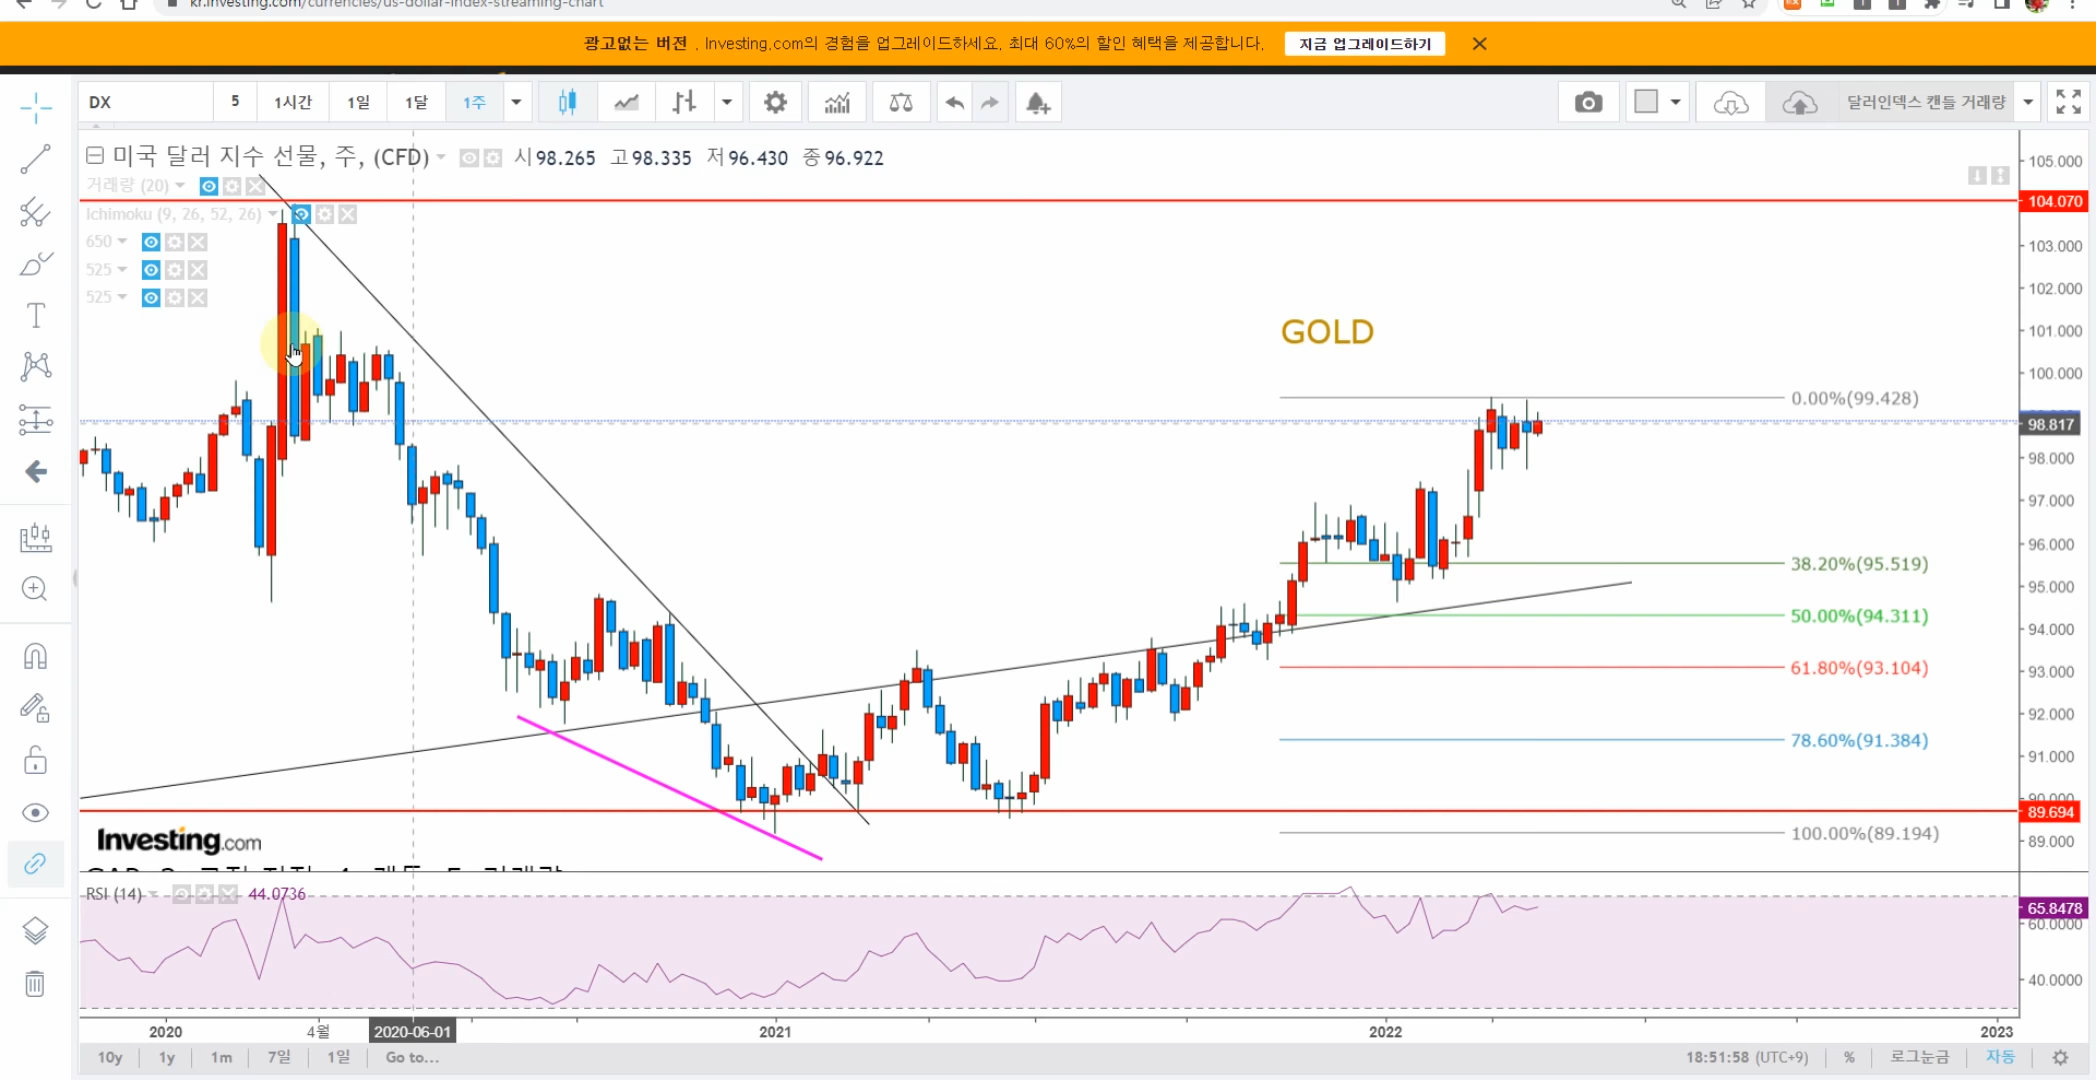 kr.investing.com/currencies/us-dollar-index-streaming-chart
광고없는 버전 . Investing.com의 경험을 업그레이드하세요. 최대 60%의 할인 혜택을 제공합니다. 지금 업그레이드하기
DX 5 1시간 1일 1달 1주 달러인덱스 캔들 거래량
미국 달러 지수 선물, 주, (CFD) 시98.265 고98.335 저96.430 종96.922
거래량 (20)
Ichimoku (9, 26, 52, 26)
650
525
525
GOLD
105.000
104.070
103.000
102.000
101.000
100.000
0.00%(99.428)
98.817
98.000
97.000
96.000
38.20%(95.519)
95.000
50.00%(94.311)
94.000
61.80%(93.104)
93.000
92.000
78.60%(91.384)
91.000
90.000
89.694
100.00%(89.194)
89.000
Investing.com
RSI (14) 44.0736
65.8478
60.0000
40.0000
2020 4월 2020-06-01 2021 2022 2023
10y 1y 1m 7일 1일 Go to... 18:51:58 (UTC+9) % 로그눈금 자동